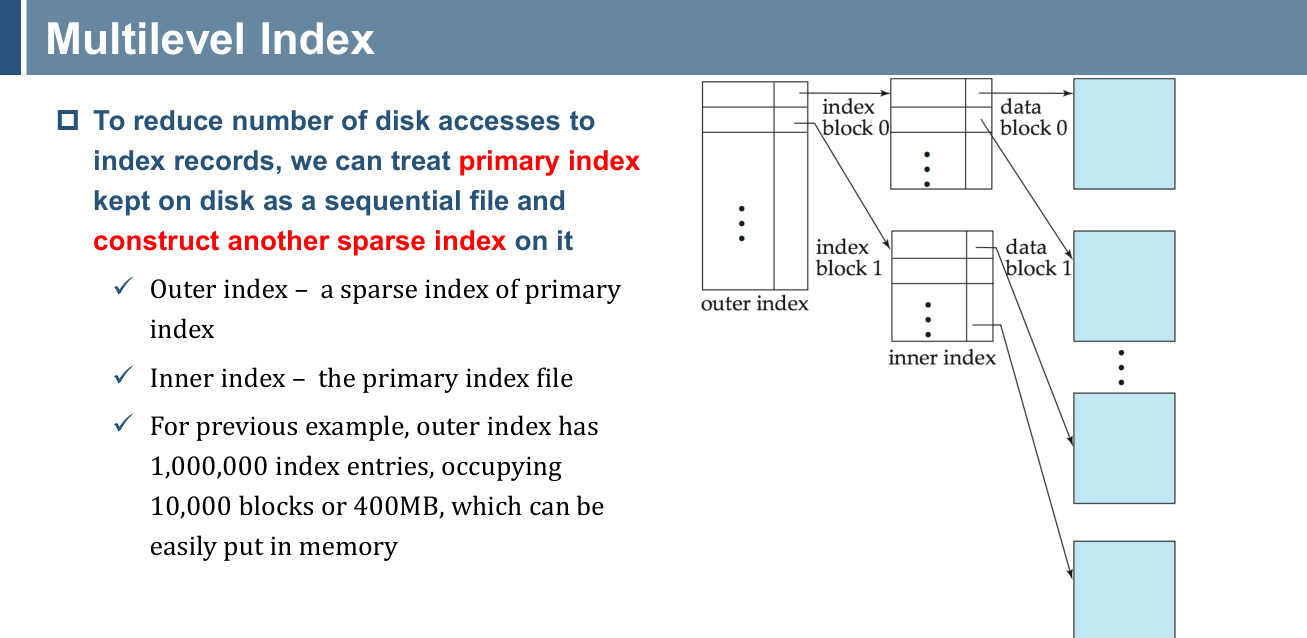 Multilevel Index
To reduce number of disk accesses to
index records, we can treat primary index
kept on disk as a sequential file and
construct another sparse index on it
✓ Outer index – a sparse index of primary
index
✓ Inner index – the primary index file
✓ For previous example, outer index has
1,000,000 index entries, occupying
10,000 blocks or 400MB, which can be
easily put in memory
index
block 0
data
block 0
index
block 1
data
block 1
outer index
inner index